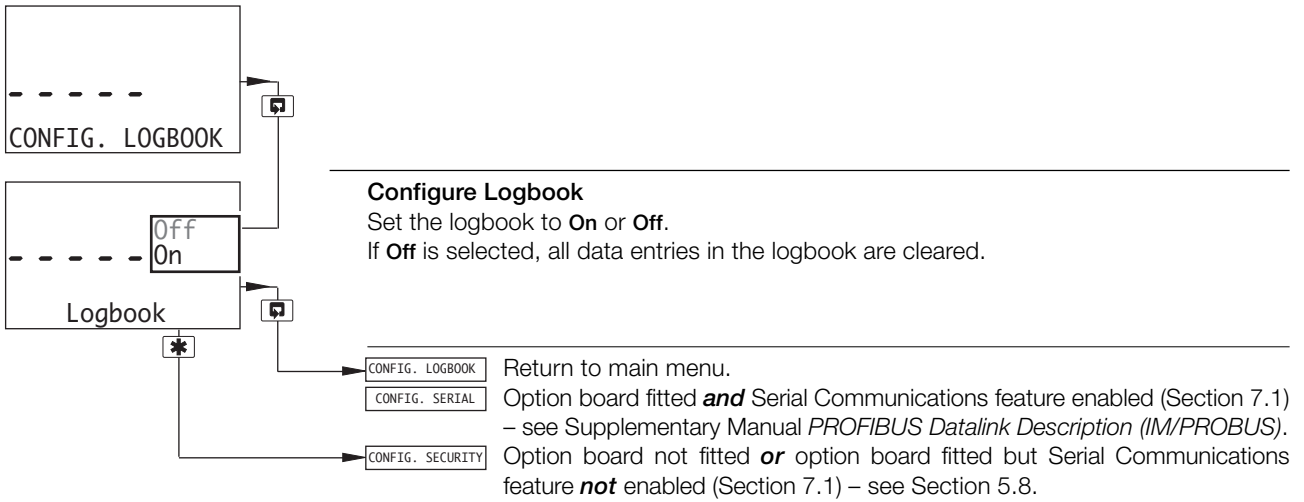 - - - - -
CONFIG. LOGBOOK
Configure Logbook
Set the logbook to On or Off.
If Off is selected, all data entries in the logbook are cleared.
Off
- - - - - On
Logbook
CONFIG. LOGBOOK Return to main menu.
CONFIG. SERIAL Option board fitted and Serial Communications feature enabled (Section 7.1)
– see Supplementary Manual PROFIBUS Datalink Description (IM/PROBUS).
CONFIG. SECURITY Option board not fitted or option board fitted but Serial Communications
feature not enabled (Section 7.1) – see Section 5.8.